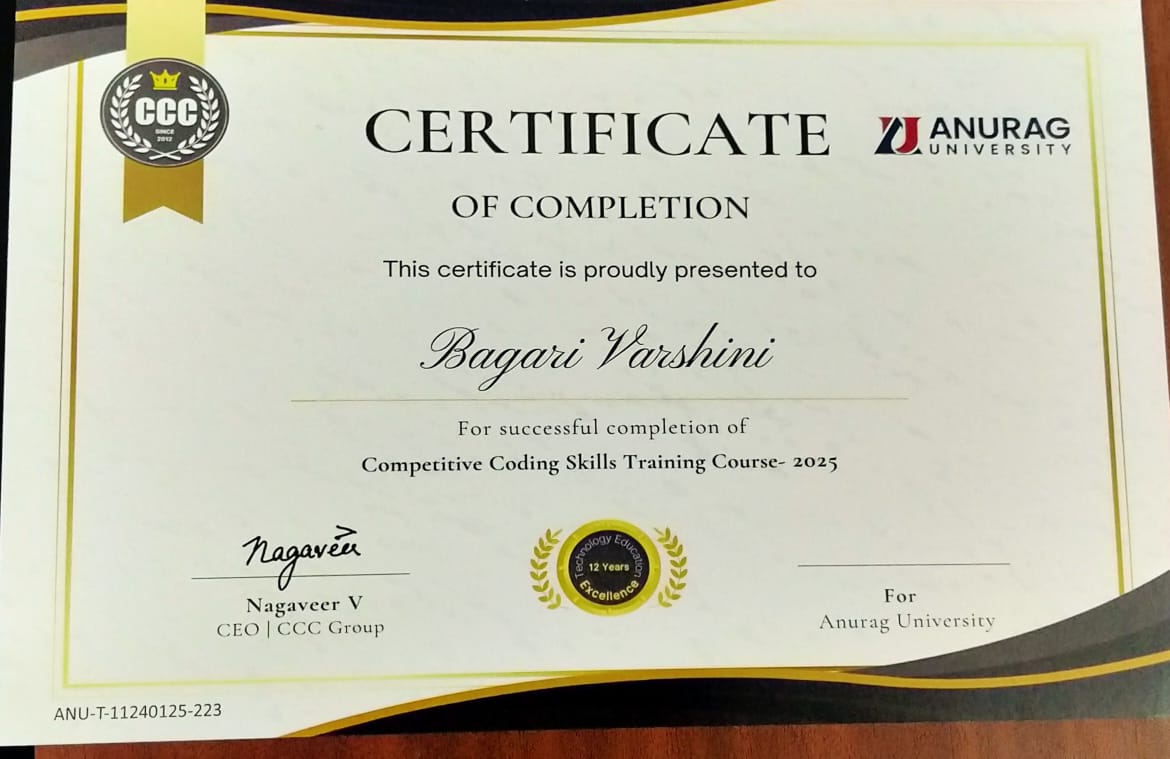 CCC
SINCE
2012
CERTIFICATE
ANURAG
UNIVERSITY
OF COMPLETION
This certificate is proudly presented to
Bagari Varshini
For successful completion of
Competitive Coding Skills Training Course- 2025
Nagaveer
Nagaveer V
CEO | CCC Group
Technology Education
12 Years
Excellence
For
Anurag University
ANU-T-11240125-223